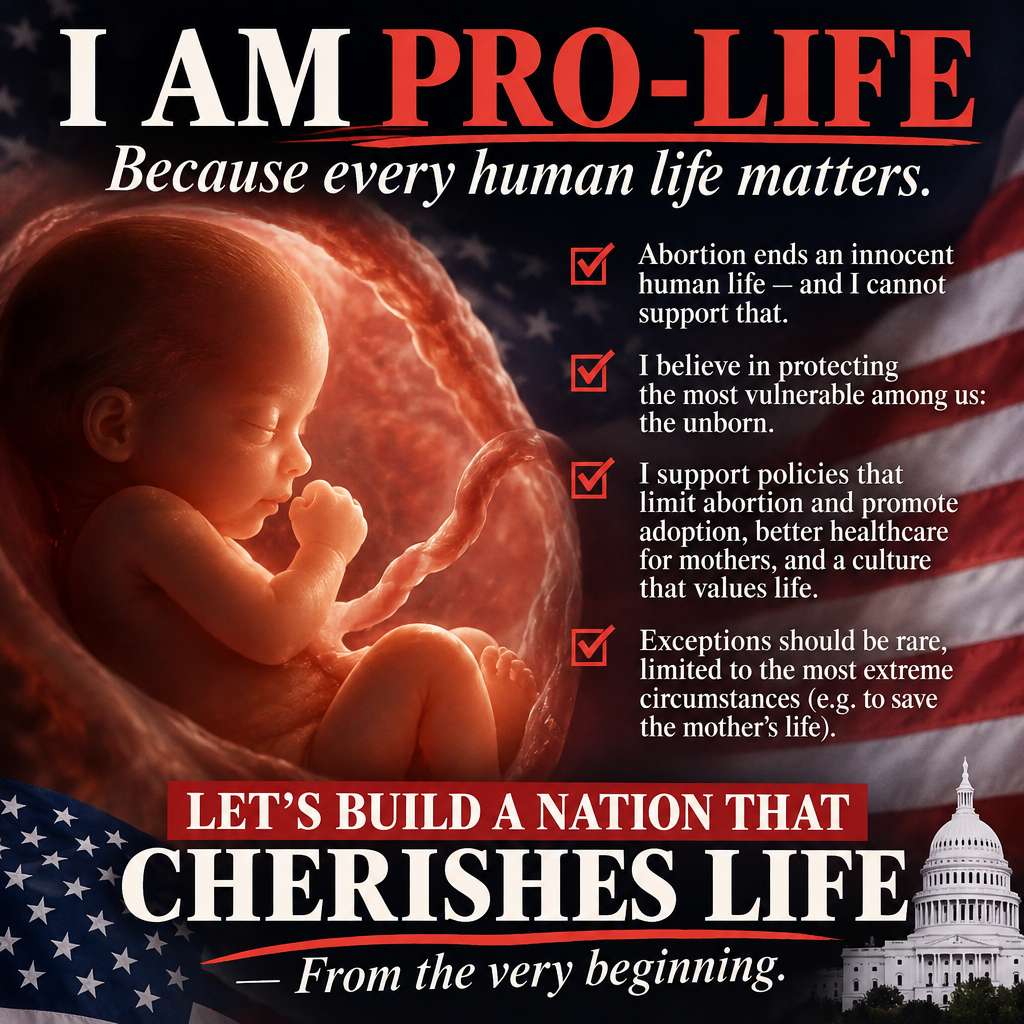 I AM PRO-LIFE
Because every human life matters.
Abortion ends an innocent
human life — and I cannot
support that.
I believe in protecting
the most vulnerable among us:
the unborn.
I support policies that
limit abortion and promote
adoption, better healthcare
for mothers, and a culture
that values life.
Exceptions should be rare,
limited to the most extreme
circumstances (e.g. to save
the mother's life).
LET'S BUILD A NATION THAT
CHERISHES LIFE
— From the very beginning.